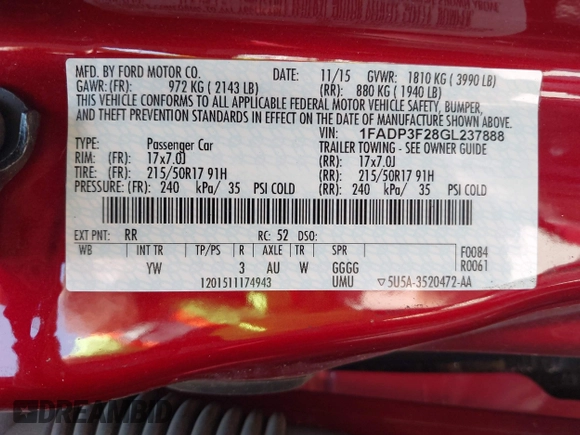 MFD. BY FORD MOTOR CO.
DATE: 11/15 GVWR: 1810 KG ( 3990 LB)
GAWR: (FR): 972 KG ( 2143 LB) (RR): 880 KG ( 1940 LB)
THIS VEHICLE CONFORMS TO ALL APPLICABLE FEDERAL MOTOR VEHICLE SAFETY, BUMPER,
AND THEFT PREVENTION STANDARDS IN EFFECT ON THE DATE OF MANUFACTURE SHOWN ABOVE.
VIN: 1FADP3F28GL237888
TYPE: Passenger Car TRAILER TOWING - SEE OWNER GUIDE
RIM: (FR): 17x7.0J (RR): 17x7.0J
TIRE: (FR): 215/50R17 91H (RR): 215/50R17 91H
PRESSURE: (FR): 240 kPa/ 35 PSI COLD (RR): 240 kPa/ 35 PSI COLD
EXT PNT: RR RC: 52 DSO:
WB INT TR TP/PS R AXLE TR SPR F0084
YW 3 AU W GGGG R0061
1201511174943 UMU ▽5U5A-3520472-AA
DREAMBID